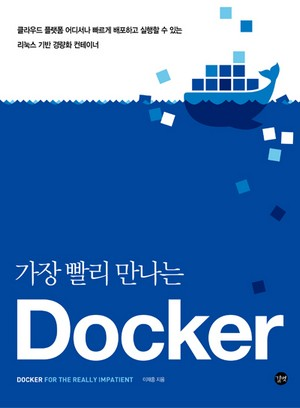 클라우드 플랫폼 어디서나 빠르게 배포하고 실행할 수 있는
리눅스 기반 경량화 컨테이너
가장 빨리 만나는
Docker
DOCKER FOR THE REALLY IMPATIENT 이재홍 지음
길벗